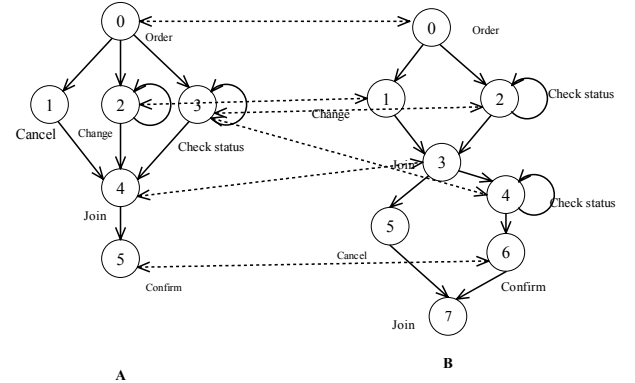 0
0
Order
Order
1
2
3
1
2
Check status
Cancel
Change
Change
Check status
Join
3
4
4
Join
Check status
5
5
6
Cancel
Confirm
Confirm
7
Join
A
B